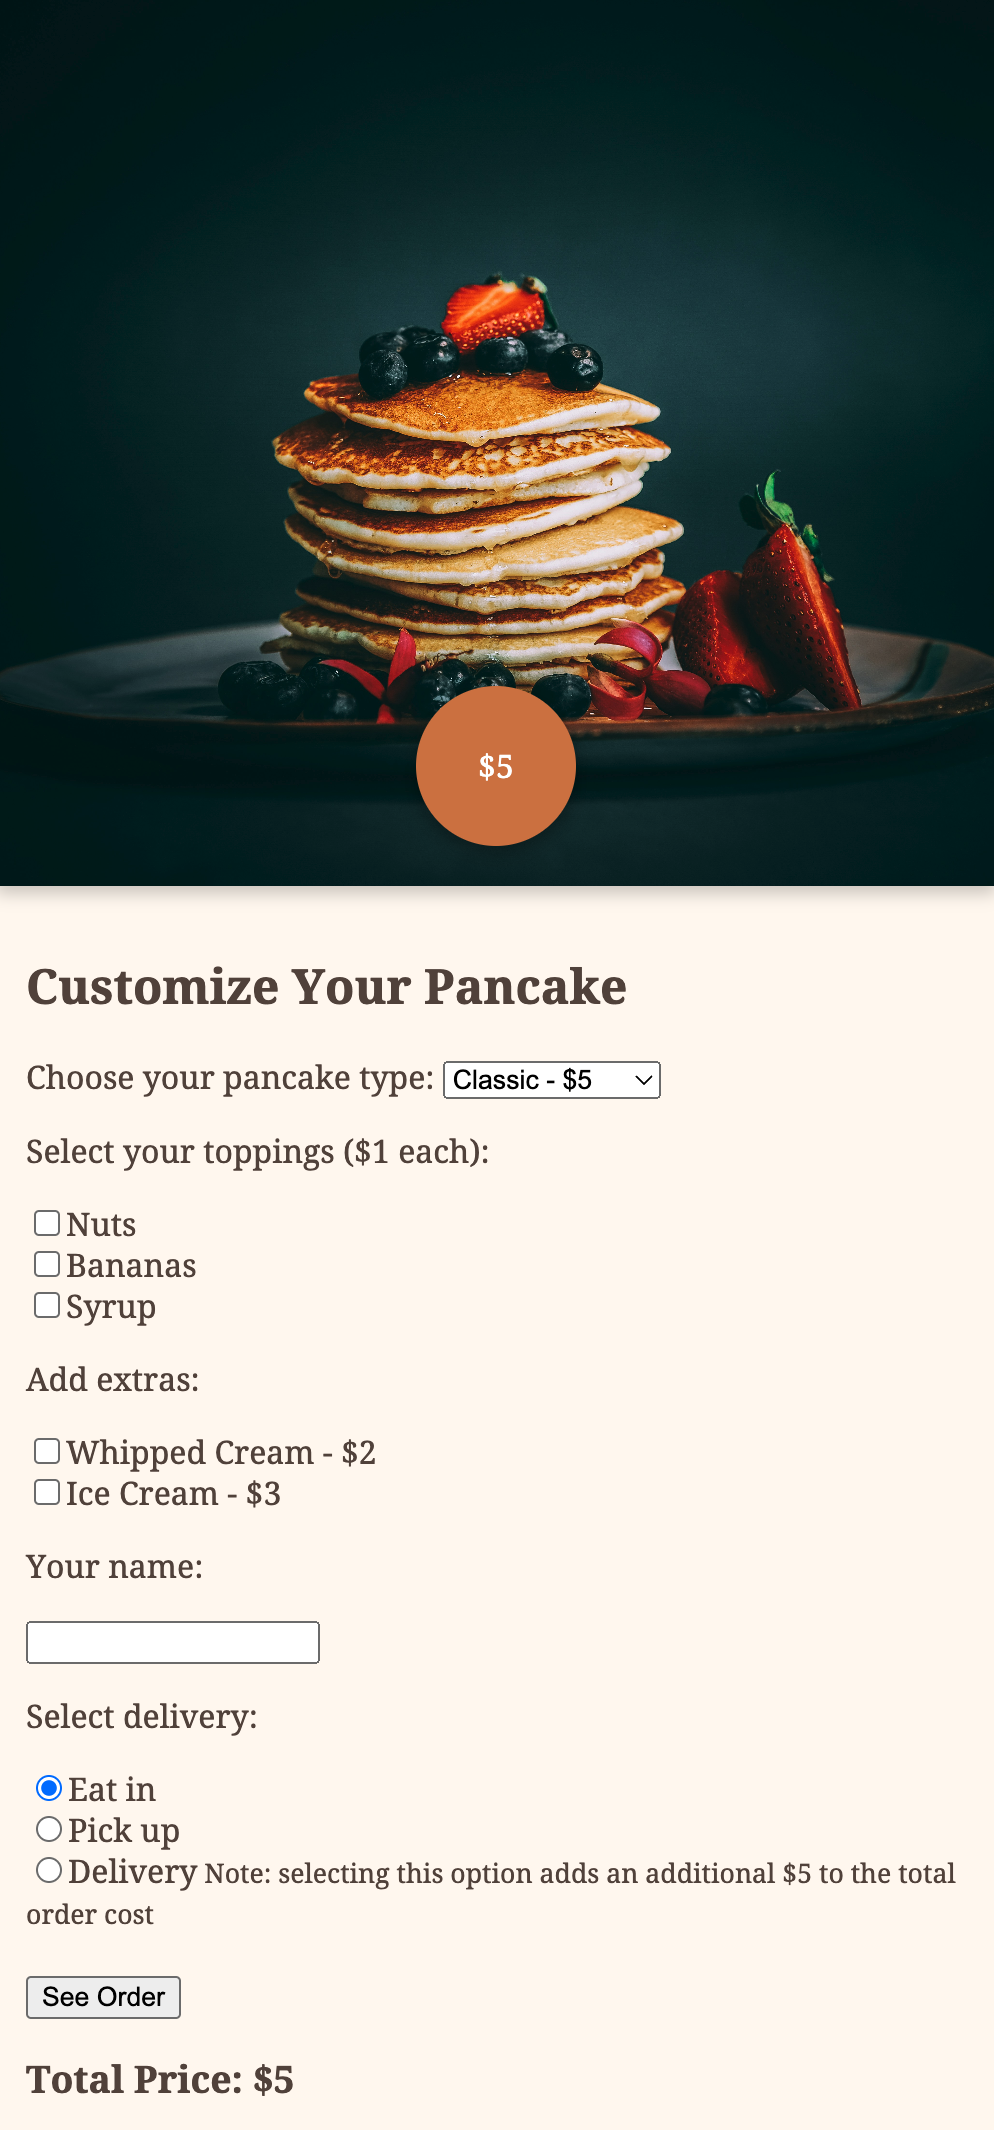 $5
Customize Your Pancake
Choose your pancake type: Classic - $5
Select your toppings ($1 each):
Nuts
Bananas
Syrup
Add extras:
Whipped Cream - $2
Ice Cream - $3
Your name:
Select delivery:
Eat in
Pick up
Delivery Note: selecting this option adds an additional $5 to the total
order cost
See Order
Total Price: $5